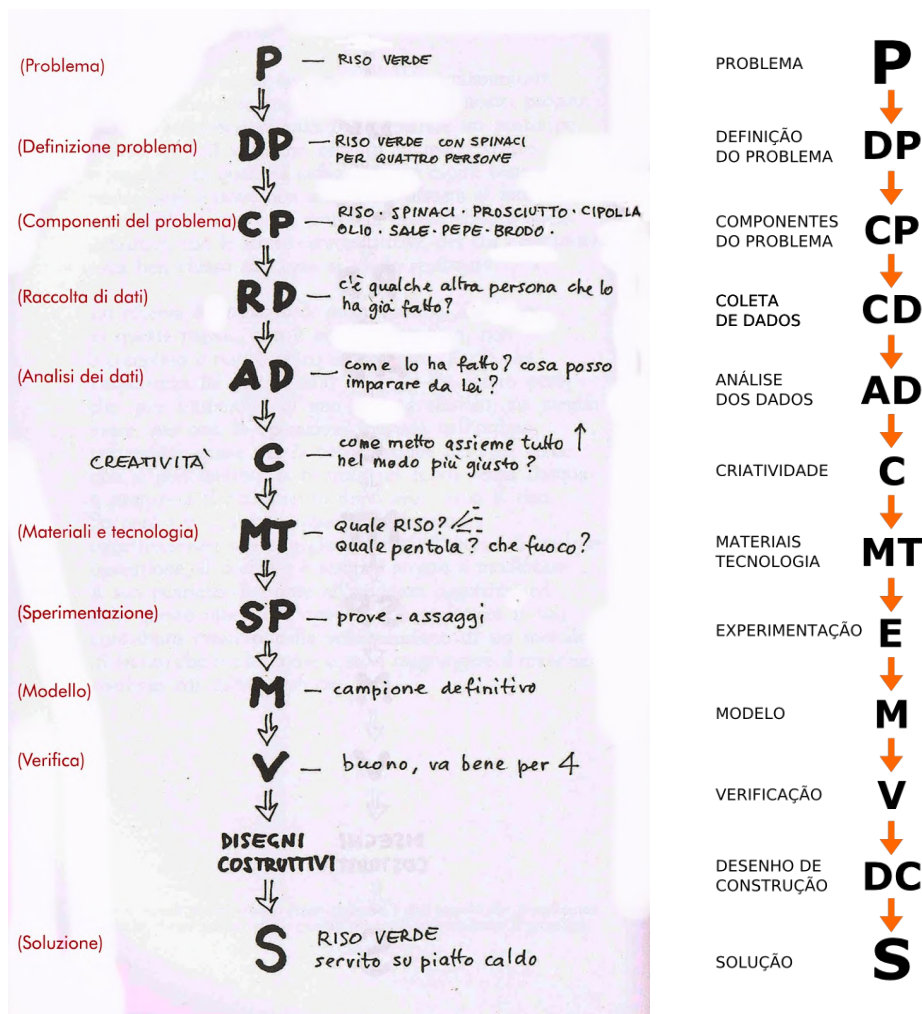 (Problema) P — RISO VERDE
(Definizione problema) DP — RISO VERDE CON SPINACI
PER QUATTRO PERSONE
(Componenti del problema) CP — RISO · SPINACI · PROSCIUTTO · CIPOLLA
OLIO · SALE · PEPE · BRODO ·
(Raccolta di dati) RD — c'è qualche altra persona che lo
ha già fatto?
(Analisi dei dati) AD — come lo ha fatto? cosa posso
imparare da lei?
CREATIVITÀ C — come metto assieme tutto ↑
nel modo più giusto?
(Materiali e tecnologia) MT — quale RISO?
quale pentola? che fuoco?
(Sperimentazione) SP — prove - assaggi
(Modello) M — campione definitivo
(Verifica) V — buono, va bene per 4
DISEGNI
COSTRUTTIVI
(Soluzione) S RISO VERDE
servito su piatto caldo
PROBLEMA P
DEFINIÇÃO
DO PROBLEMA DP
COMPONENTES
DO PROBLEMA CP
COLETA
DE DADOS CD
ANÁLISE
DOS DADOS AD
CRIATIVIDADE C
MATERIAIS
TECNOLOGIA MT
EXPERIMENTAÇÃO E
MODELO M
VERIFICAÇÃO V
DESENHO DE
CONSTRUÇÃO DC
SOLUÇÃO S